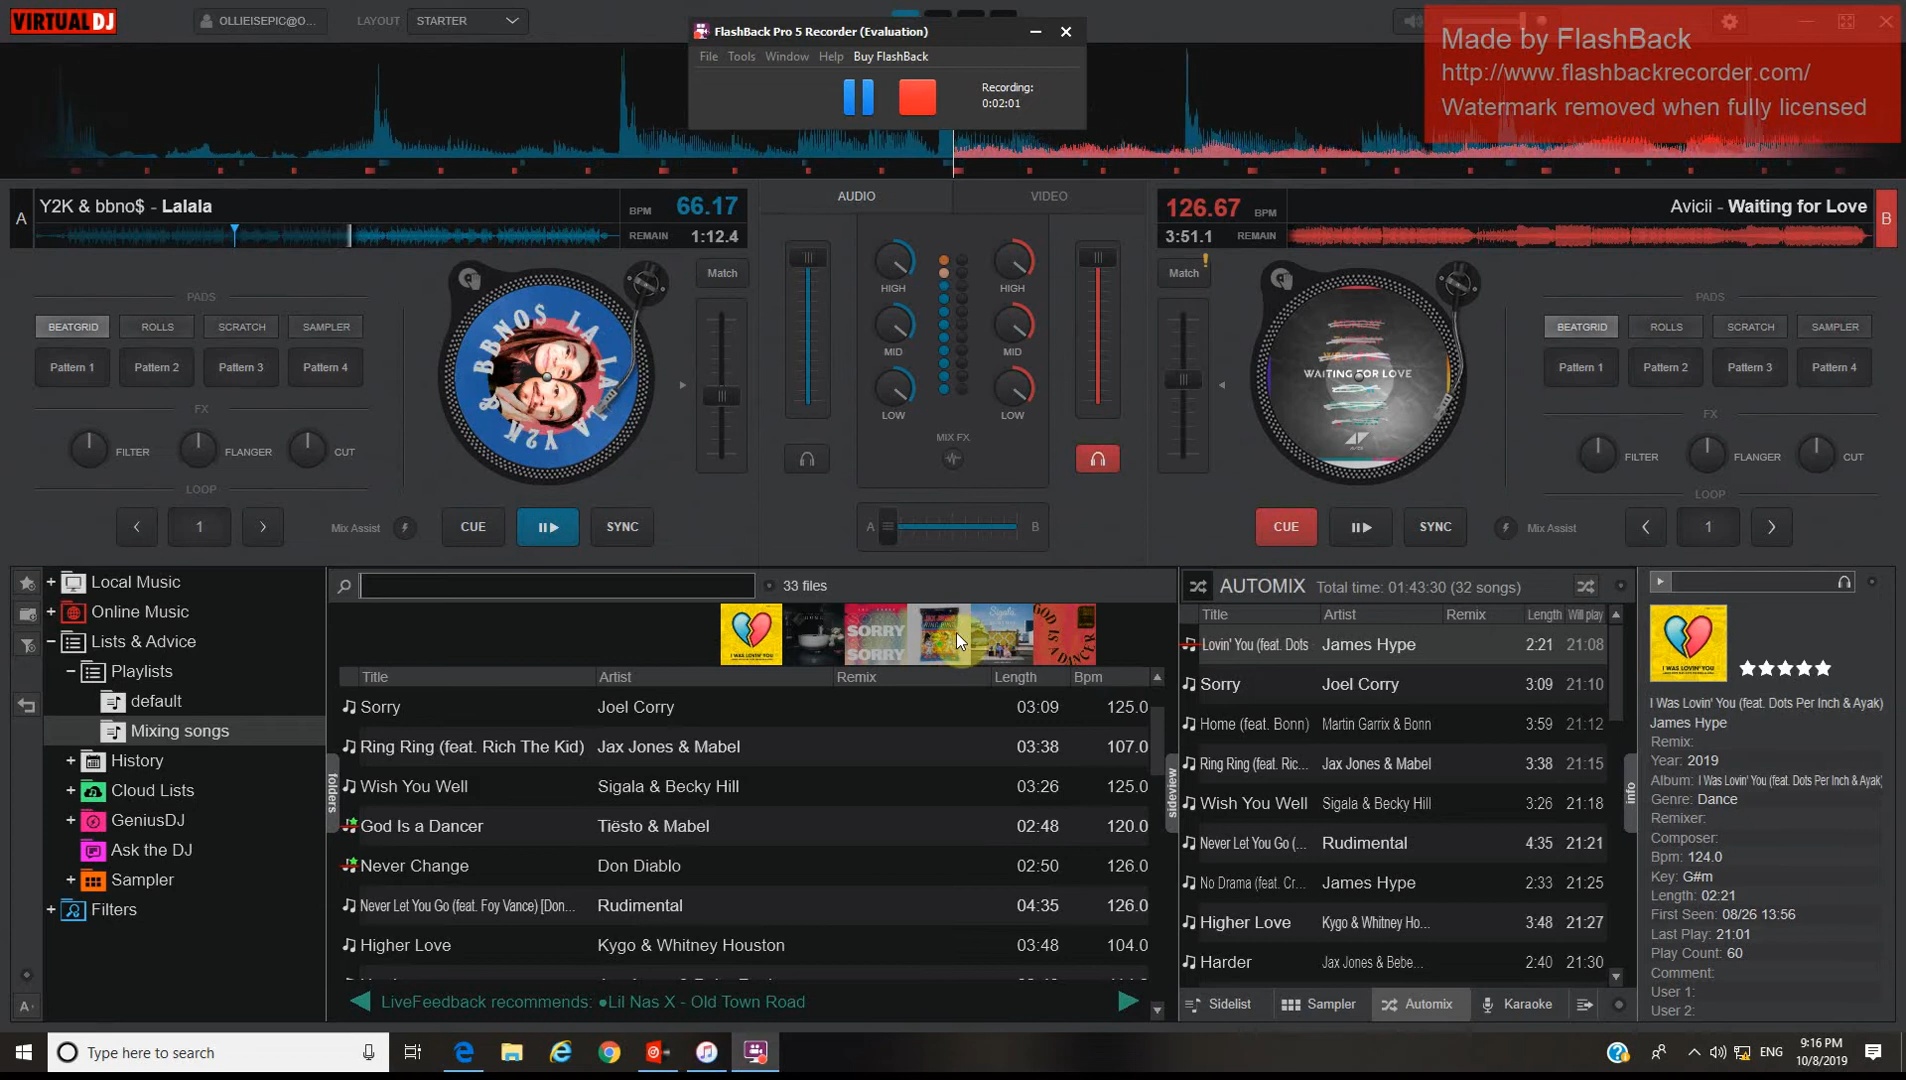 VIRTUAL DJ
OLLIEISEPIC@O...
LAYOUT
STARTER
FlashBack Pro 5 Recorder (Evaluation)
File Tools Window Help Buy FlashBack
Recording:
0:02:01
Made by FlashBack
http://www.flashbackrecorder.com/
Watermark removed when fully licensed
A
Y2K & bbno$ - Lalala
BPM 66.17
REMAIN 1:12.4
AUDIO
VIDEO
126.67 BPM
3:51.1 REMAIN
Avicii - Waiting for Love
B
Match
Match
PADS
BEATGRID ROLLS SCRATCH SAMPLER
Pattern 1 Pattern 2 Pattern 3 Pattern 4
FX
FILTER FLANGER CUT
LOOP
1
Mix Assist
CUE
SYNC
HIGH HIGH
MID MID
LOW LOW
MIX FX
A B
WAITING FOR LOVE
PADS
BEATGRID ROLLS SCRATCH SAMPLER
Pattern 1 Pattern 2 Pattern 3 Pattern 4
FX
FILTER FLANGER CUT
LOOP
CUE
SYNC
Mix Assist
1
Local Music
Online Music
Lists & Advice
Playlists
default
Mixing songs
History
Cloud Lists
GeniusDJ
Ask the DJ
Sampler
Filters
A
folders
33 files
SORRY
SORRY
Title Artist Remix Length Bpm
Sorry Joel Corry 03:09 125.0
Ring Ring (feat. Rich The Kid) Jax Jones & Mabel 03:38 107.0
Wish You Well Sigala & Becky Hill 03:26 125.0
God Is a Dancer Tiësto & Mabel 02:48 120.0
Never Change Don Diablo 02:50 126.0
Never Let You Go (feat. Foy Vance) [Don... Rudimental 04:35 126.0
Higher Love Kygo & Whitney Houston 03:48 104.0
LiveFeedback recommends: ●Lil Nas X - Old Town Road
sideview
AUTOMIX Total time: 01:43:30 (32 songs)
Title Artist Remix Length Will play
Lovin' You (feat. Dots James Hype 2:21 21:08
Sorry Joel Corry 3:09 21:10
Home (feat. Bonn) Martin Garrix & Bonn 3:59 21:12
Ring Ring (feat. Ric... Jax Jones & Mabel 3:38 21:15
Wish You Well Sigala & Becky Hill 3:26 21:18
Never Let You Go (... Rudimental 4:35 21:21
No Drama (feat. Cr... James Hype 2:33 21:25
Higher Love Kygo & Whitney Ho... 3:48 21:27
Harder Jax Jones & Bebe... 2:40 21:30
Sidelist Sampler Automix Karaoke
info
I WAS LOVIN' YOU
I Was Lovin' You (feat. Dots Per Inch & Ayak)
James Hype
Remix:
Year: 2019
Album: I Was Lovin' You (feat. Dots Per Inch & Ayak)
Genre: Dance
Remixer:
Composer:
Bpm: 124.0
Key: G#m
Length: 02:21
First Seen: 08/26 13:56
Last Play: 21:01
Play Count: 60
Comment:
User 1:
User 2:
Type here to search
ENG
9:16 PM
10/8/2019